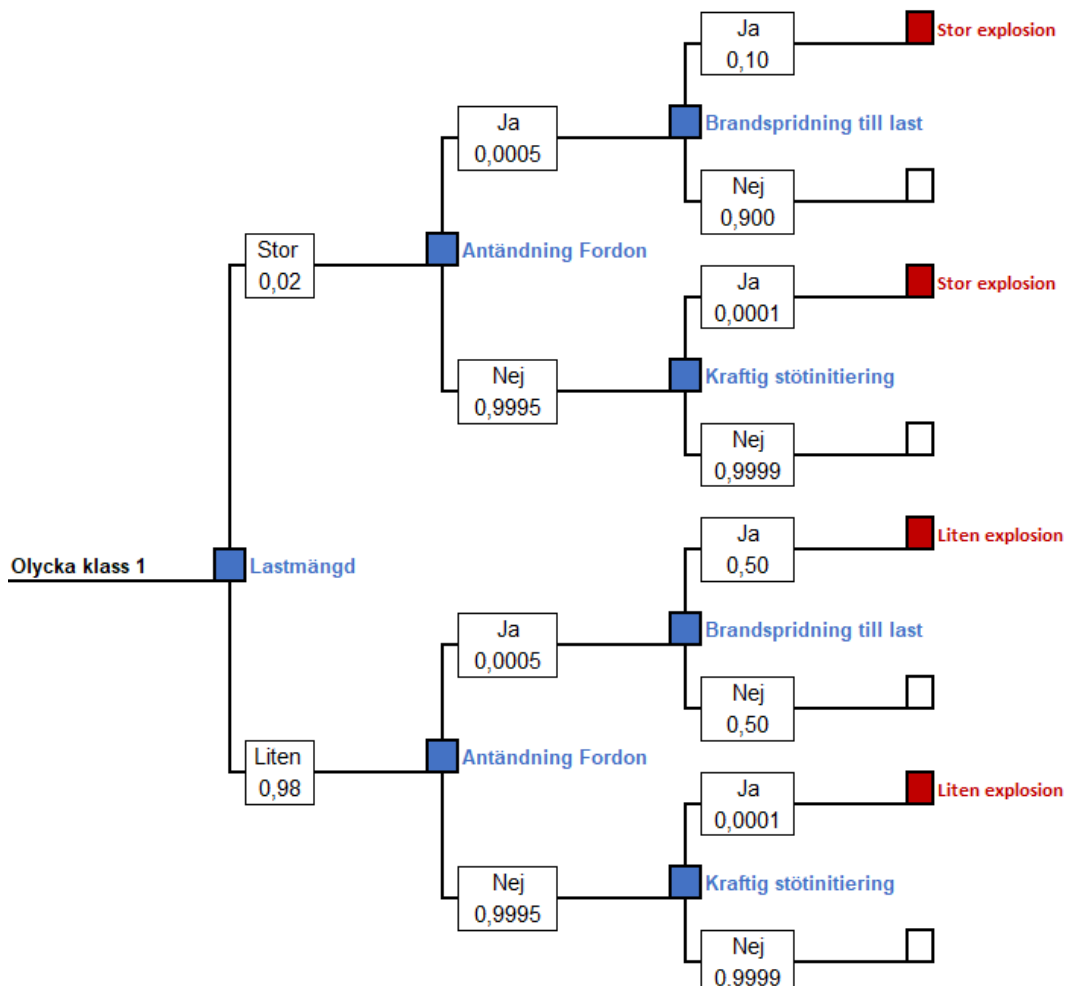 Ja
0,10
Stor explosion
Brandspridning till last
Ja
0,0005
Nej
0,900
Stor
0,02
Antändning Fordon
Ja
0,0001
Stor explosion
Nej
0,9995
Kraftig stötinitiering
Nej
0,9999
Olycka klass 1
Lastmängd
Ja
0,50
Liten explosion
Ja
0,0005
Brandspridning till last
Nej
0,50
Liten
0,98
Antändning Fordon
Ja
0,0001
Liten explosion
Nej
0,9995
Kraftig stötinitiering
Nej
0,9999